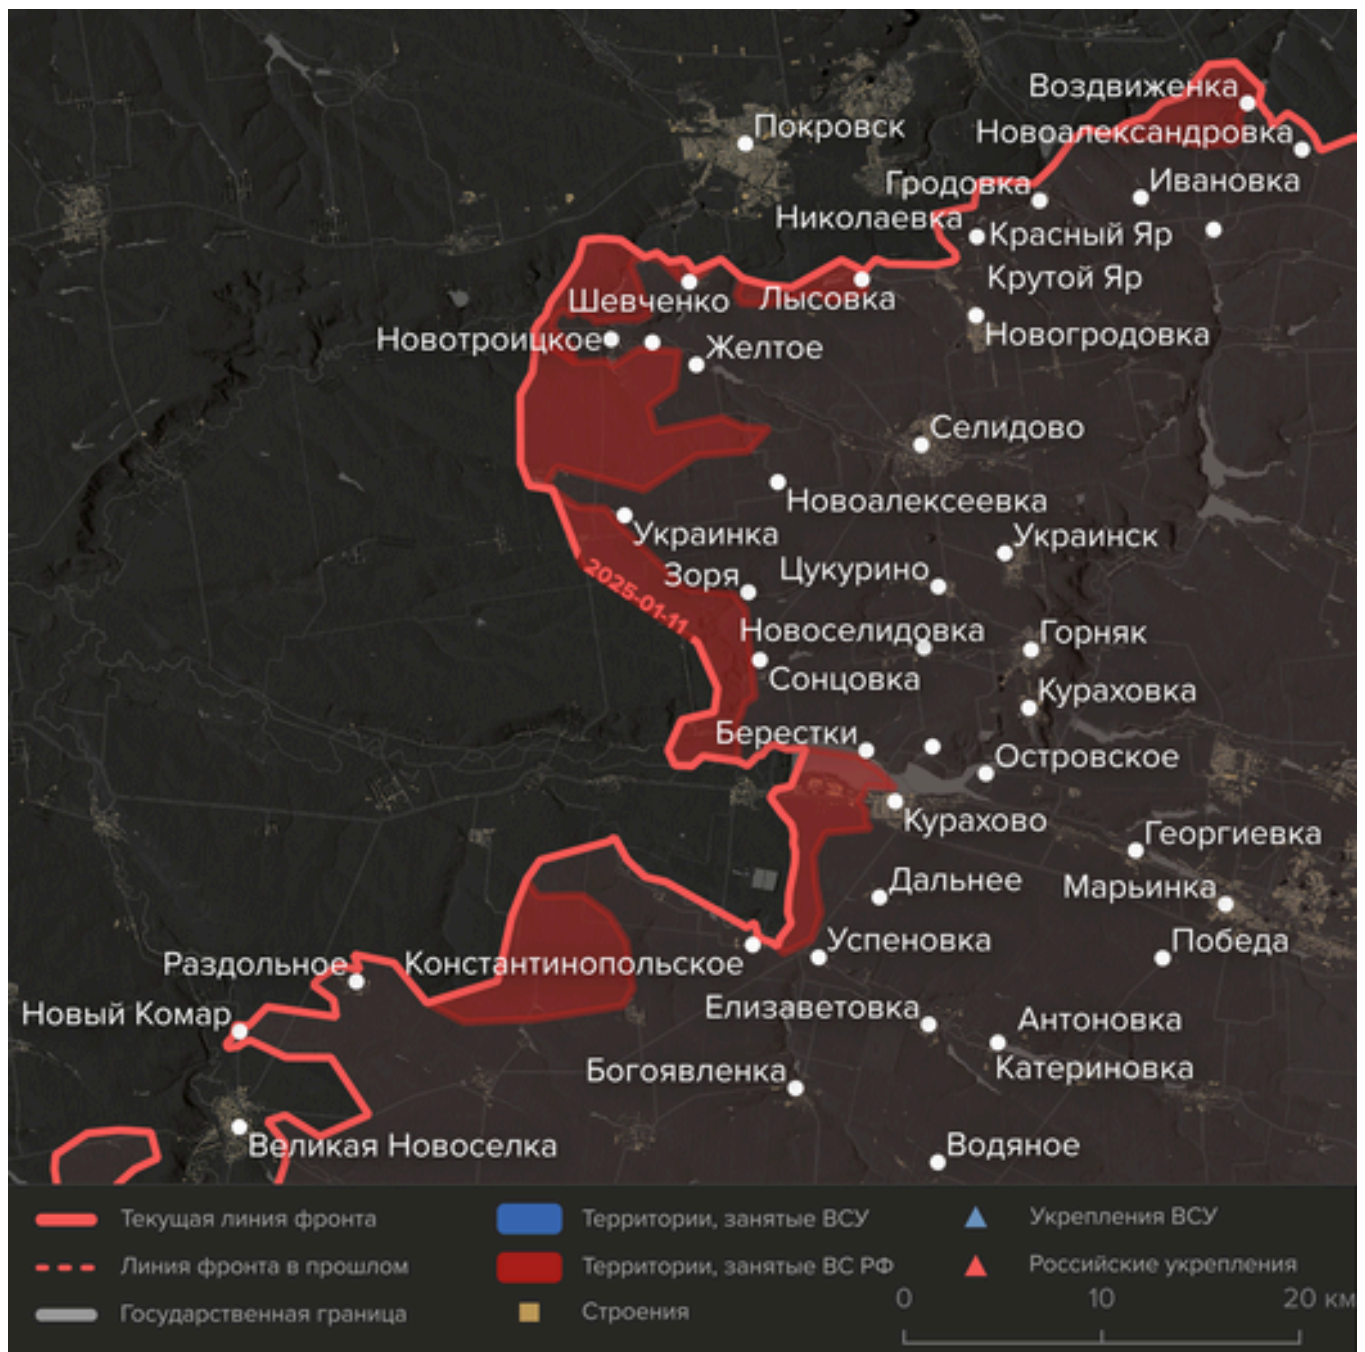 Воздвиженка
Покровск
Новоалександровка
Гродовка
Ивановка
Николаевка
Красный Яр
Крутой Яр
Шевченко
Лысовка
Новотроицкое
Новогродовка
Желтое
Селидово
Новоалексеевка
Украинка
Украинск
Зоря
Цукурино
2025-01-11
Новоселидовка
Горняк
Сонцовка
Кураховка
Берестки
Островское
Курахово
Георгиевка
Дальнее
Марьинка
Успеновка
Победа
Раздольное
Константинопольское
Новый Комар
Елизаветовка
Антоновка
Богоявленка
Катериновка
Великая Новоселка
Водяное
Текущая линия фронта
Территории, занятые ВСУ
Укрепления ВСУ
Линия фронта в прошлом
Территории, занятые ВС РФ
Российские укрепления
Государственная граница
Строения
0 10 20 км